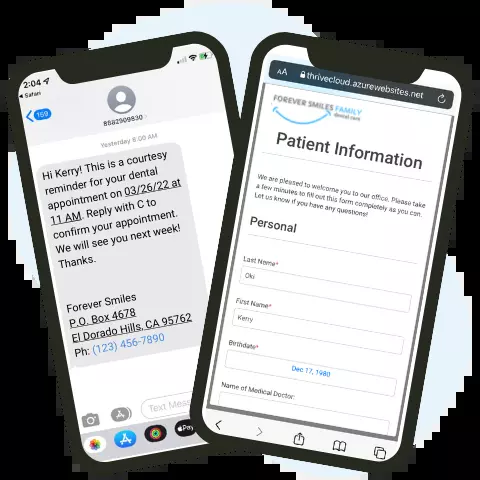 2:04
Safari
169
8582909830
Yesterday 8:00 AM
Hi Kerry! This is a courtesy
reminder for your dental
appointment on 03/26/22 at
11 AM. Reply with C to
confirm your appointment.
We will see you next week!
Thanks.
Forever Smiles
P.O. Box 4678
El Dorado Hills, CA 95762
Ph: (123) 456-7890
Text Mess
Pay
AA thrivecloud.azurewebsites.net
FOREVER SMILES FAMILY
dental care
Patient Information
We are plessed to welcome you to our office. Please take
a few minutes to fill out this form completely as you can.
Let us know if you have any questions!
Personal
Last Name*
Oki
First Name*
Kerry
Birthdate*
Dec 17, 1980
Name of Medical Doctor: